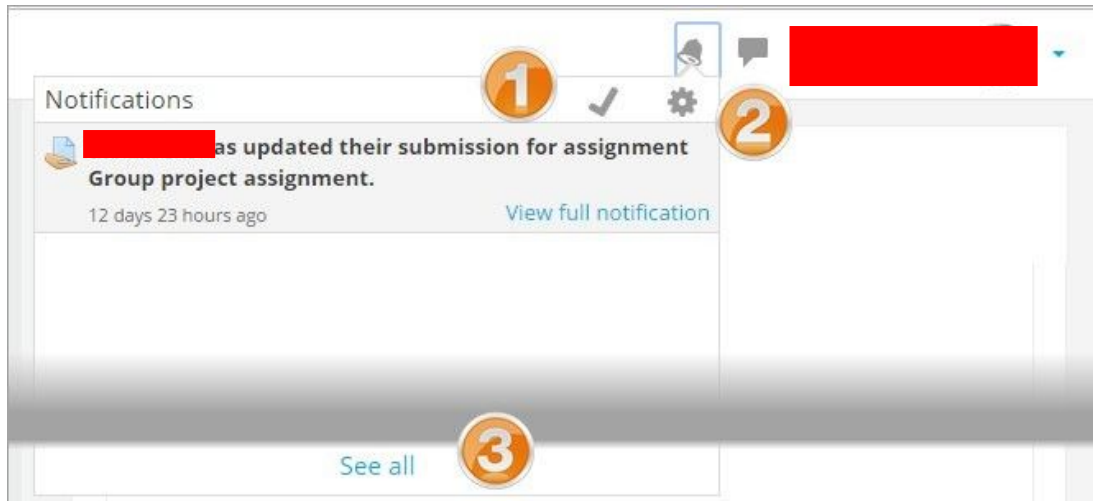 1
Notifications
2
as updated their submission for assignment
Group project assignment.
12 days 23 hours ago View full notification
See all
3